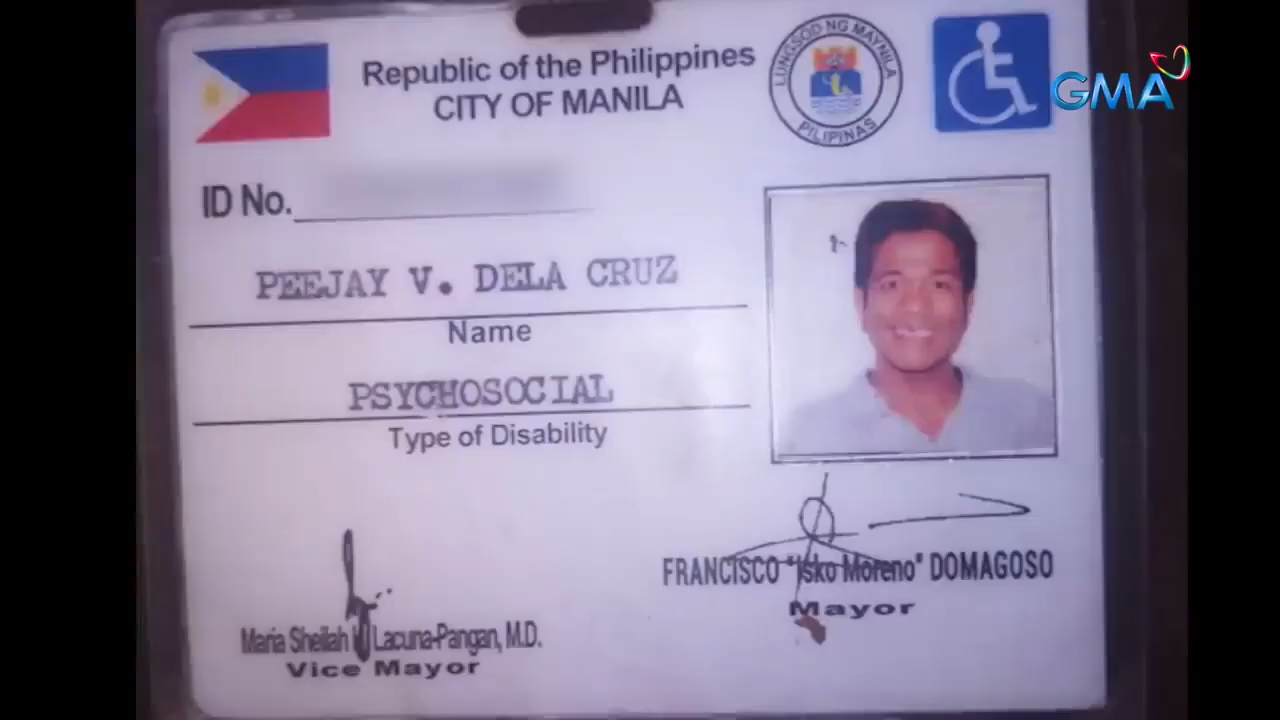 Republic of the Philippines
CITY OF MANILA
LUNGSOD NG MAYNILA
PILIPINAS
GMA
ID No.
PEEJAY V. DELA CRUZ
Name
PSYCHOSOCIAL
Type of Disability
FRANCISCO "Isko Moreno" DOMAGOSO
Mayor
Maria Sheilah Lacuna-Pangan, M.D.
Vice Mayor